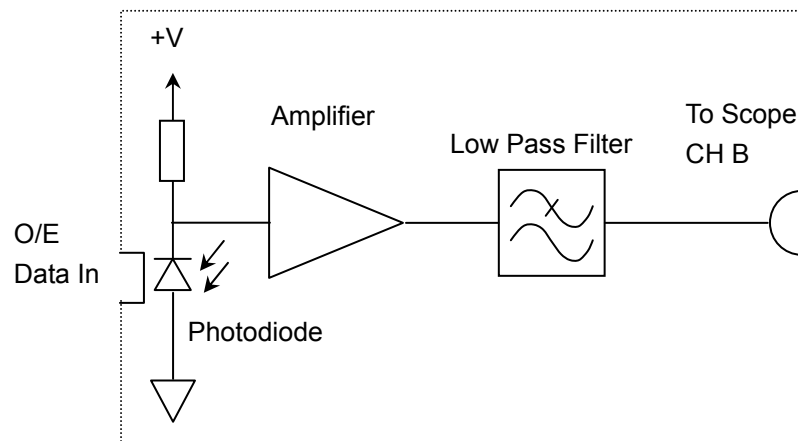 +V
Amplifier
To Scope
CH B
Low Pass Filter
O/E
Data In
Photodiode